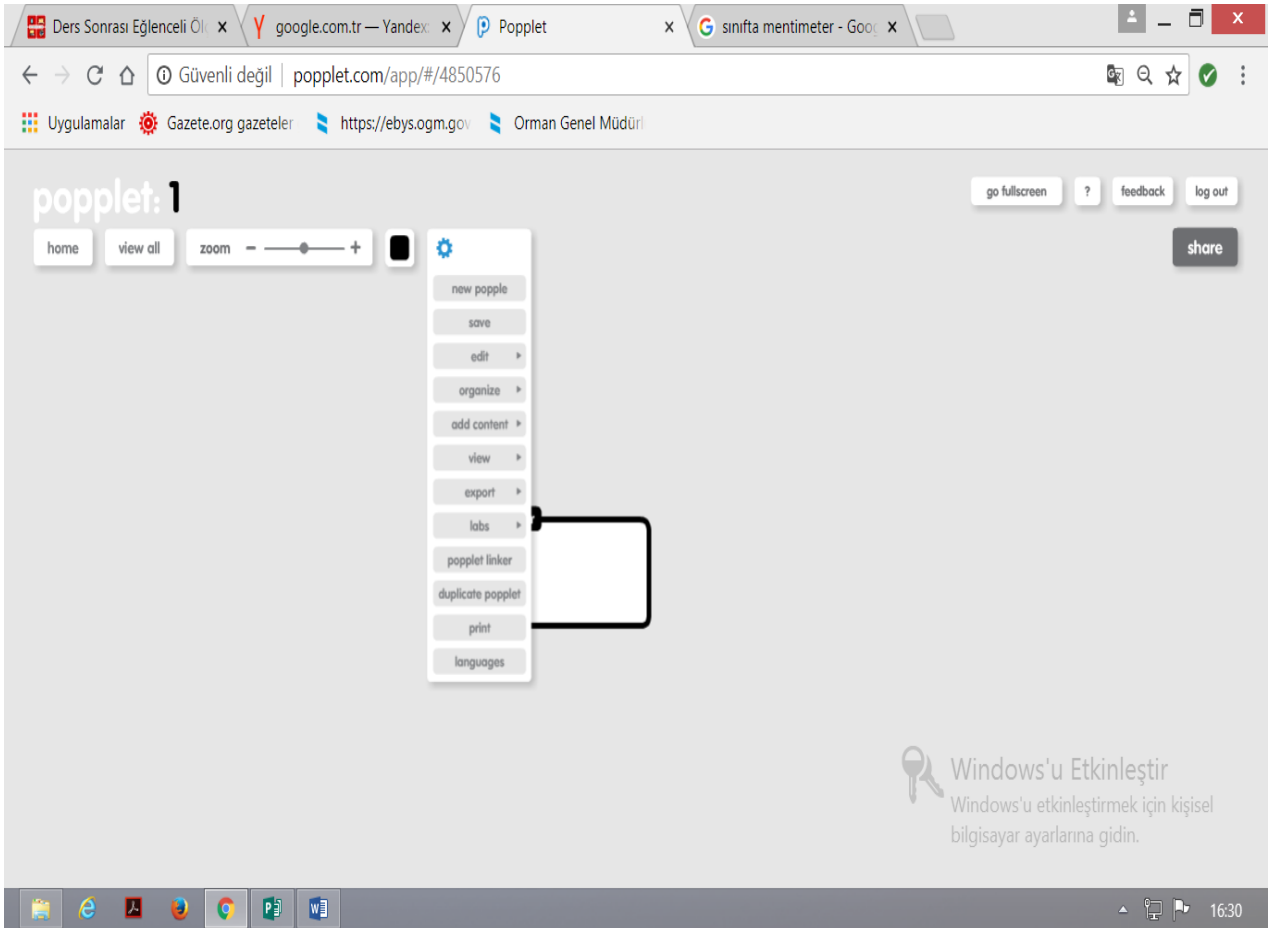 Ders Sonrası Eğlenceli Öl
google.com.tr — Yandex:
Popplet
sınıfta mentimeter - Goog
Güvenli değil | popplet.com/app/#/4850576
Uygulamalar
Gazete.org gazeteler
https://ebys.ogm.gov
Orman Genel Müdürl
popplet: 1
go fullscreen
?
feedback
log out
home
view all
zoom - +
share
new popple
save
edit
organize
add content
view
export
labs
popplet linker
duplicate popplet
print
languages
Windows'u Etkinleştir
Windows'u etkinleştirmek için kişisel
bilgisayar ayarlarına gidin.
16:30